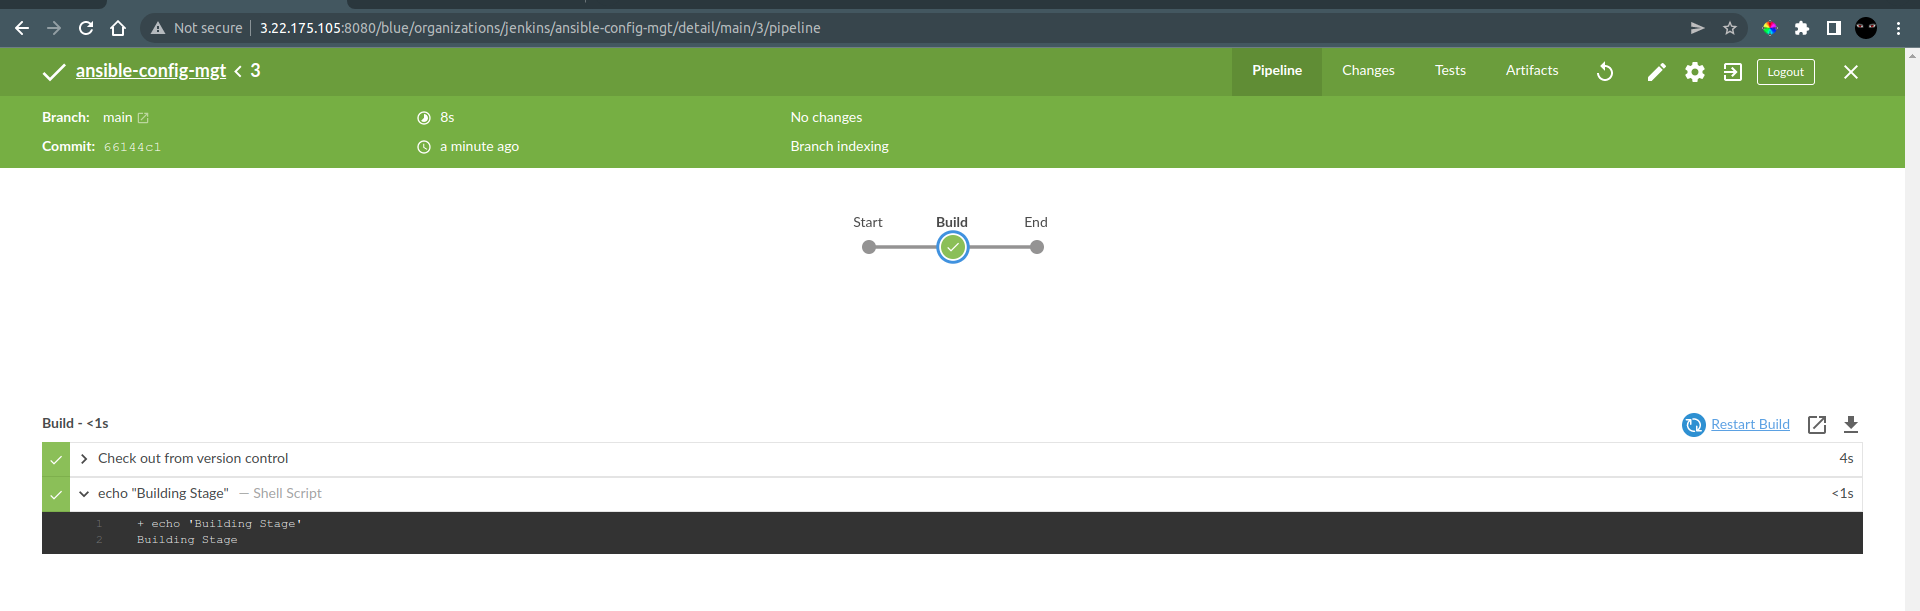 Not secure 3.22.175.105:8080/blue/organizations/jenkins/ansible-config-mgt/detail/main/3/pipeline
ansible-config-mgt < 3 Pipeline Changes Tests Artifacts Logout
Branch: main 8s No changes
Commit: 66144c1 a minute ago Branch indexing
Start Build End
Build - <1s Restart Build
Check out from version control 4s
echo "Building Stage" — Shell Script <1s
1 + echo 'Building Stage'
2 Building Stage